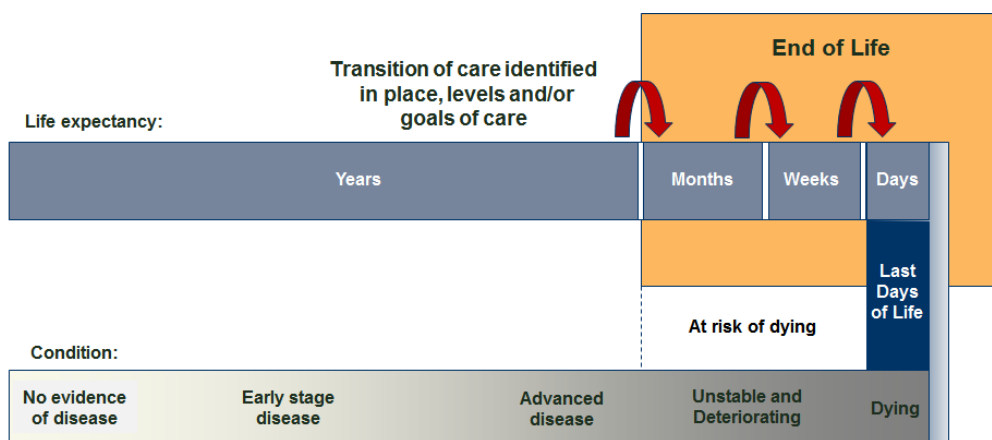 End of Life
Transition of care identified
in place, levels and/or
goals of care
Life expectancy:
Years
Months
Weeks
Days
Last
Days
of Life
At risk of dying
Condition:
No evidence
of disease
Early stage
disease
Advanced
disease
Unstable and
Deteriorating
Dying